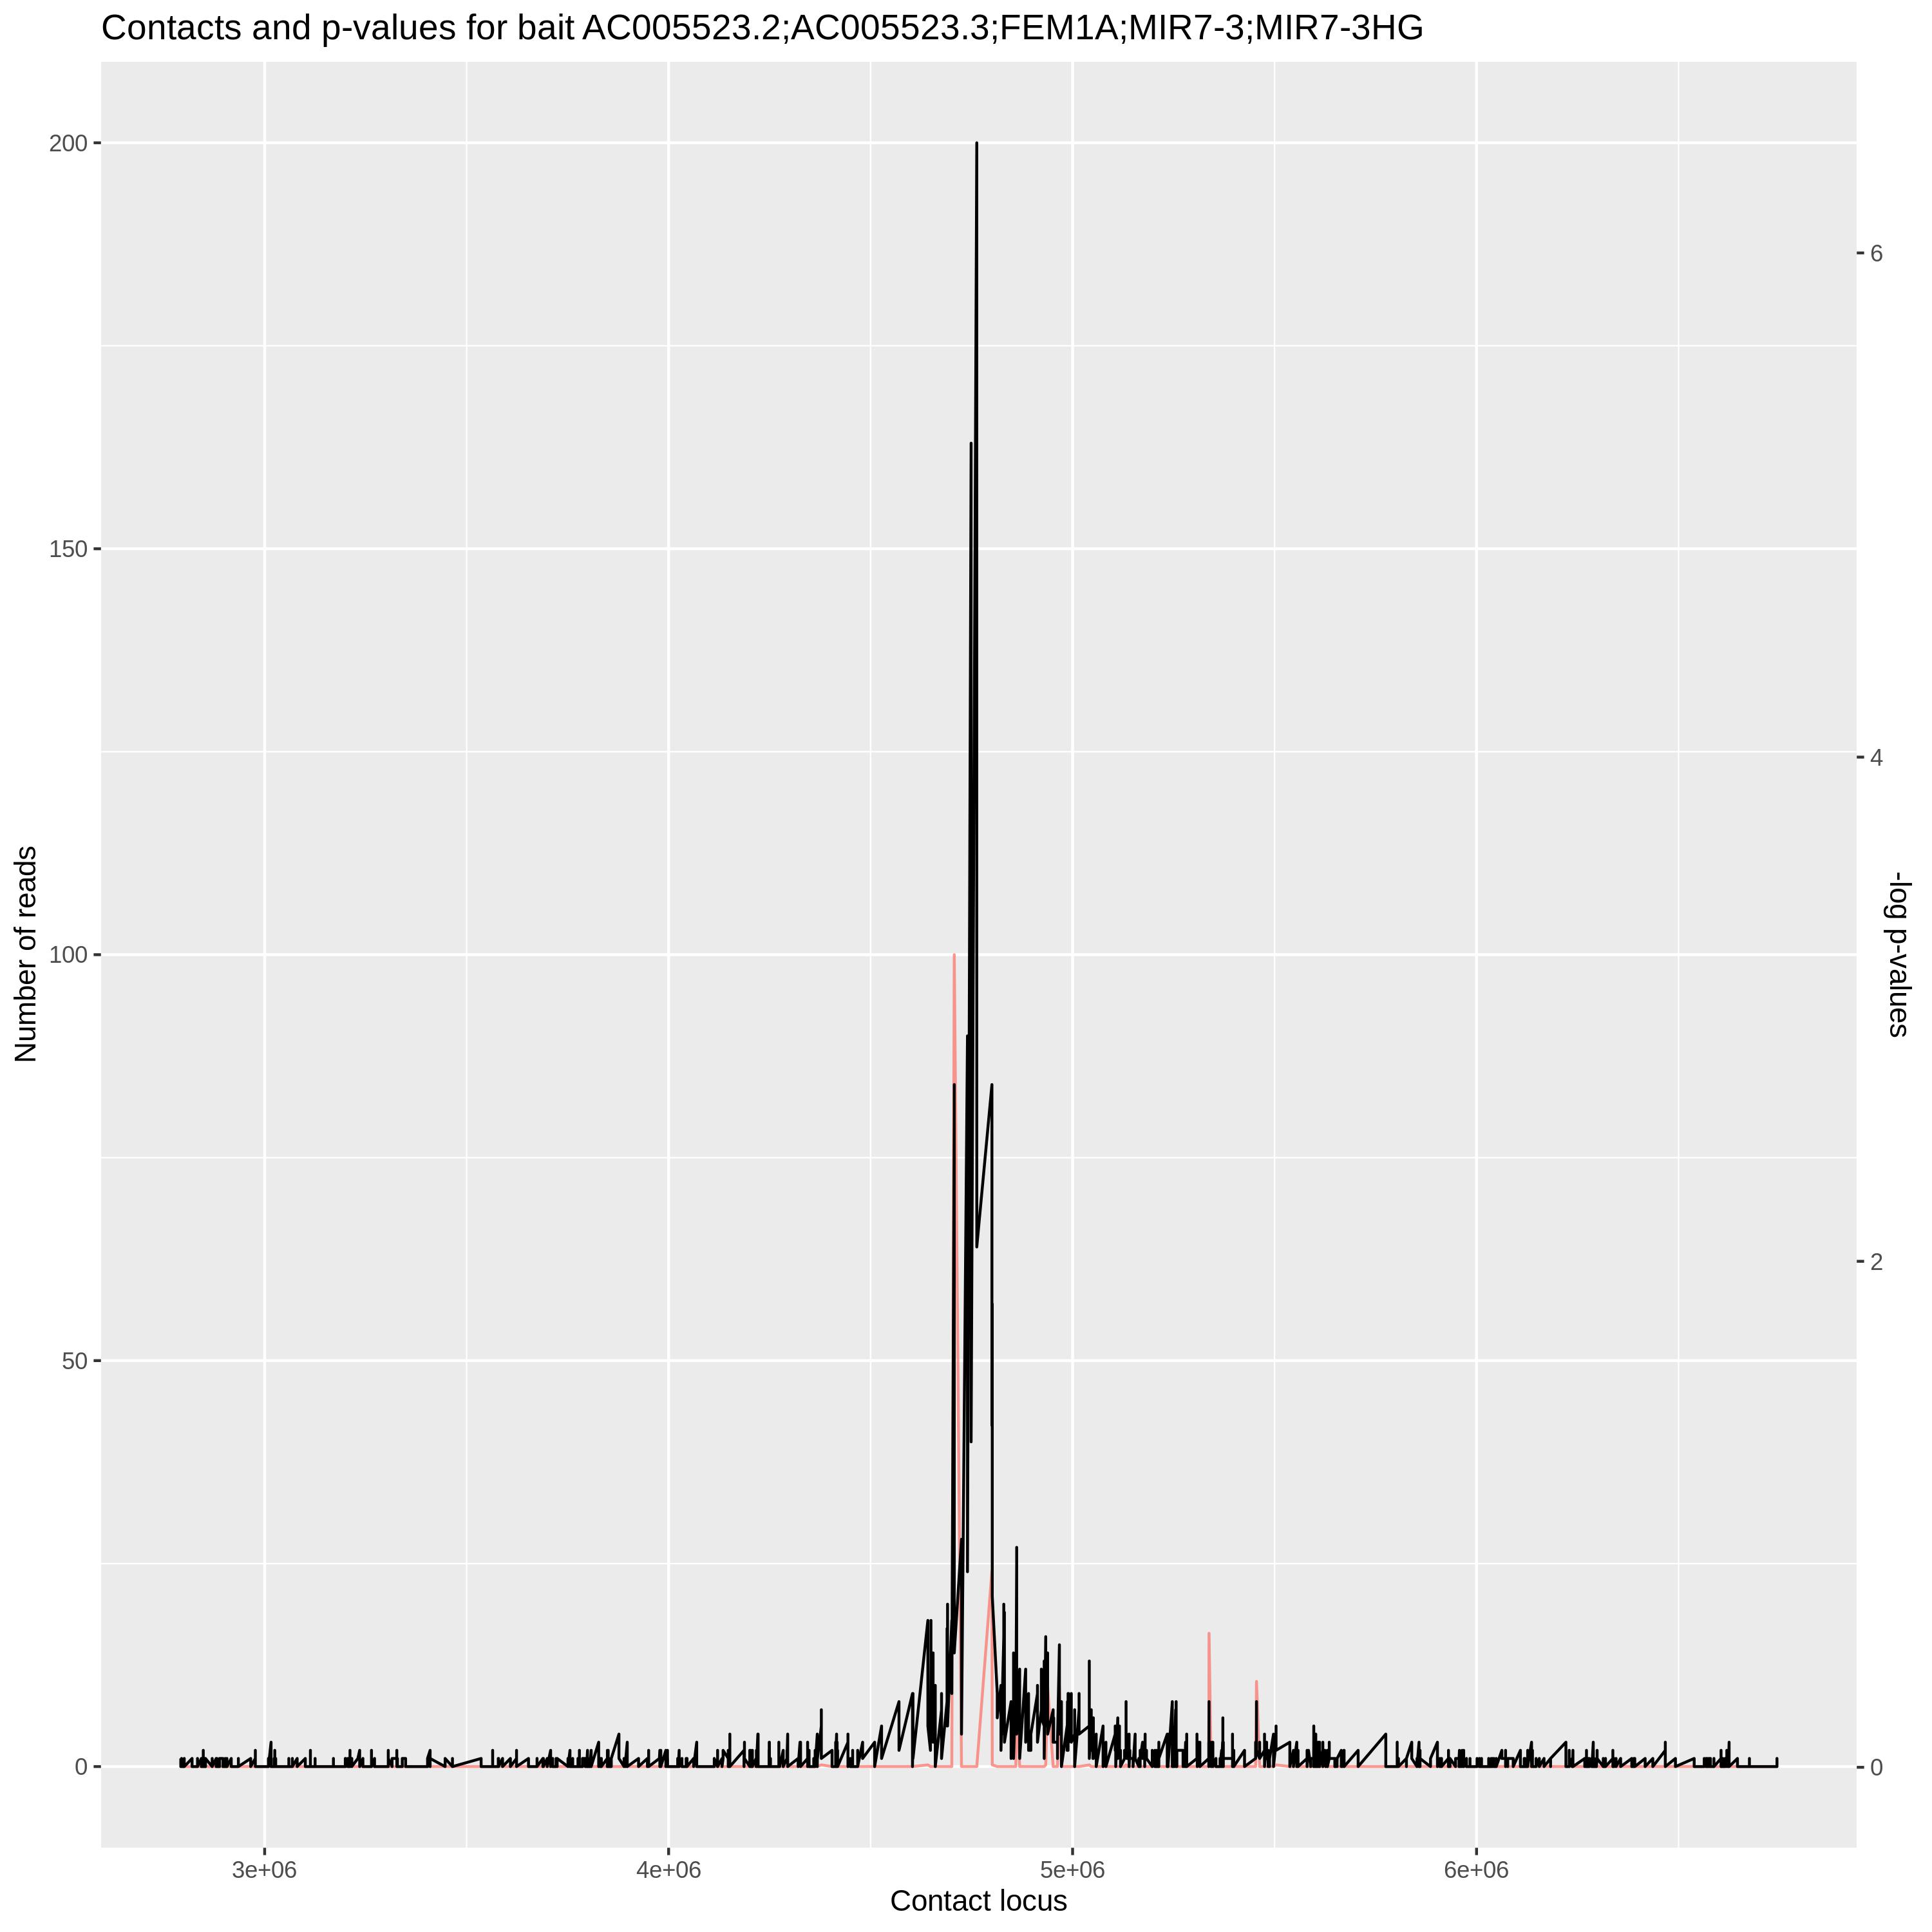 Contacts and p-values for bait AC005523.2;AC005523.3;FEM1A;MIR7-3;MIR7-3HG
200
150
100
50
0
Number of reads
6
4
2
0
-log p-values
3e+06
4e+06
5e+06
6e+06
Contact locus